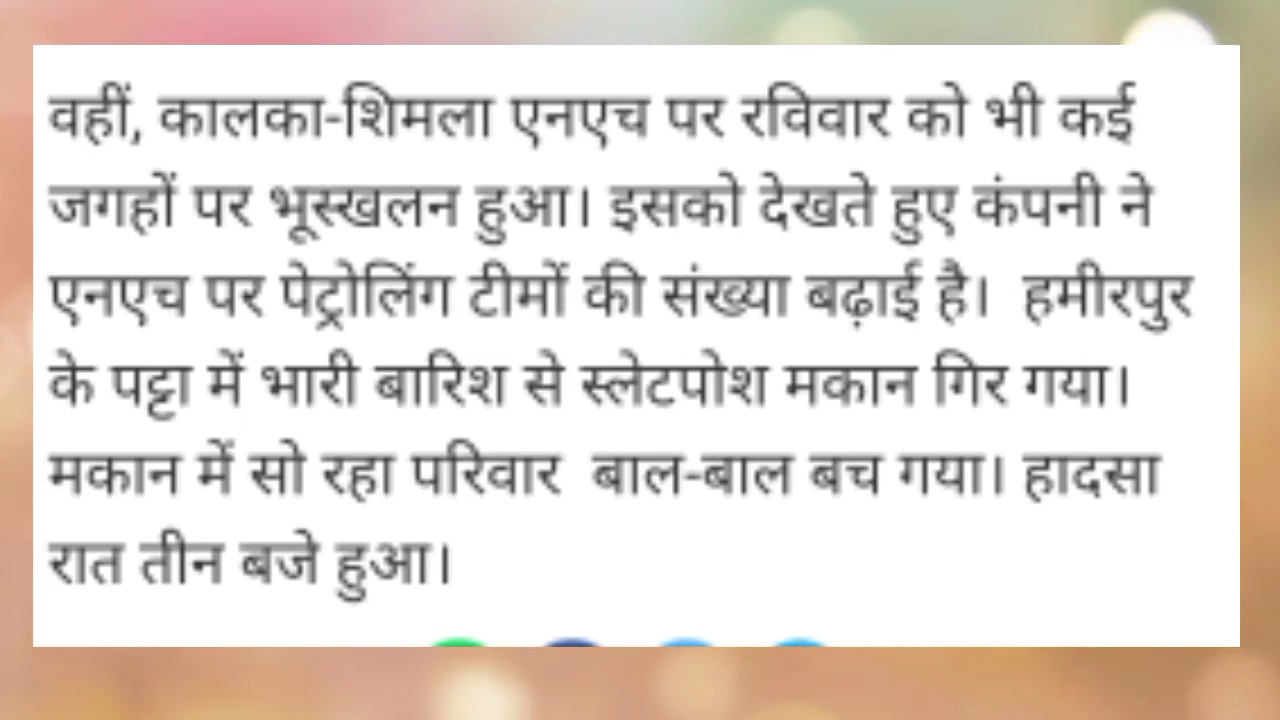 वहीं, कालका-शिमला एनएच पर रविवार को भी कई
जगहों पर भूस्खलन हुआ। इसको देखते हुए कंपनी ने
एनएच पर पेट्रोलिंग टीमों की संख्या बढ़ाई है। हमीरपुर
के पट्टा में भारी बारिश से स्लेटपोश मकान गिर गया।
मकान में सो रहा परिवार बाल-बाल बच गया। हादसा
रात तीन बजे हुआ।